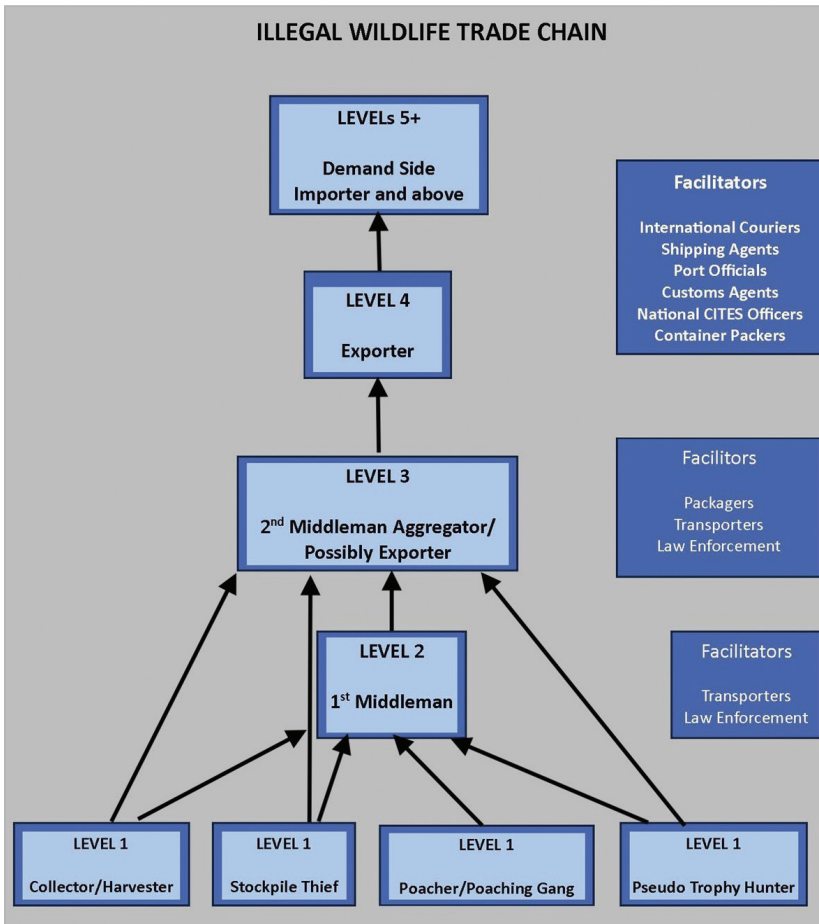 ILLEGAL WILDLIFE TRADE CHAIN
LEVELs 5+
Demand Side
Importer and above
Facilitators
International Couriers
Shipping Agents
Port Officials
Customs Agents
National CITES Officers
Container Packers
LEVEL 4
Exporter
LEVEL 3
2nd Middleman Aggregator/
Possibly Exporter
Facilitors
Packagers
Transporters
Law Enforcement
LEVEL 2
1st Middleman
Facilitators
Transporters
Law Enforcement
LEVEL 1
Collector/Harvester
LEVEL 1
Stockpile Thief
LEVEL 1
Poacher/Poaching Gang
LEVEL 1
Pseudo Trophy Hunter